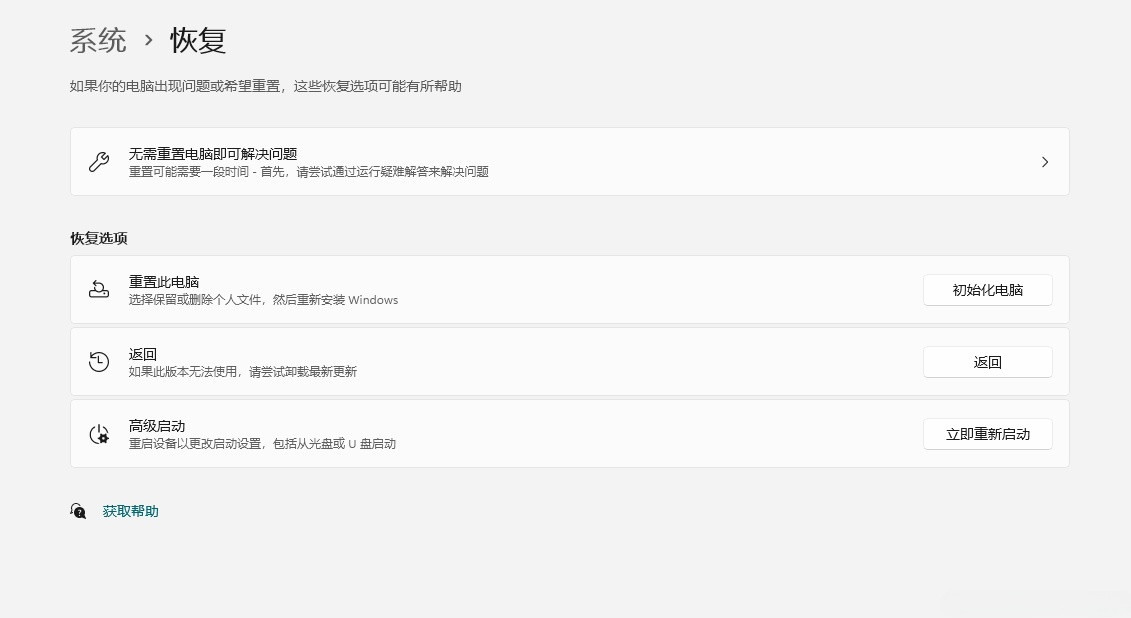 系统 › 恢复
如果你的电脑出现问题或希望重置，这些恢复选项可能有所帮助
无需重置电脑即可解决问题
重置可能需要一段时间 - 首先，请尝试通过运行疑难解答来解决问题
恢复选项
重置此电脑
选择保留或删除个人文件，然后重新安装 Windows
初始化电脑
返回
如果此版本无法使用，请尝试卸载最新更新
返回
高级启动
重启设备以更改启动设置，包括从光盘或 U 盘启动
立即重新启动
获取帮助